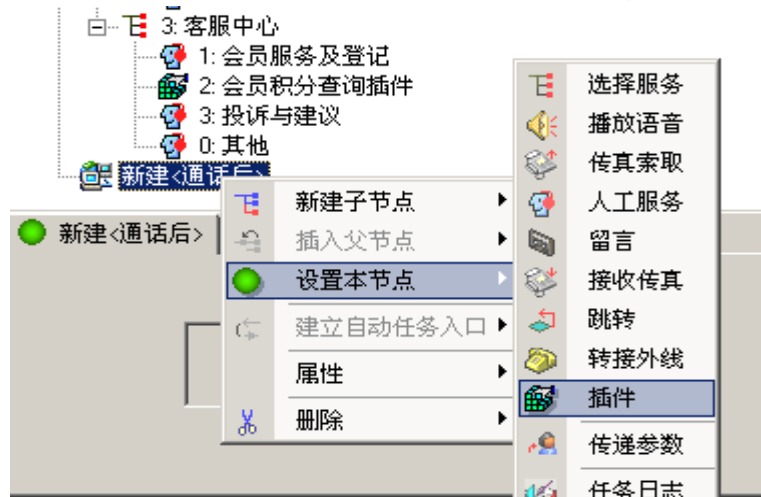 3: 客服中心
1: 会员服务及登记
2: 会员积分查询插件
3: 投诉与建议
0: 其他
新建<通话后>
新建<通话后>
新建子节点
插入父节点
设置本节点
建立自动任务入口
属性
删除
选择服务
播放语音
传真索取
人工服务
留言
接收传真
跳转
转接外线
插件
传递参数
任务日志